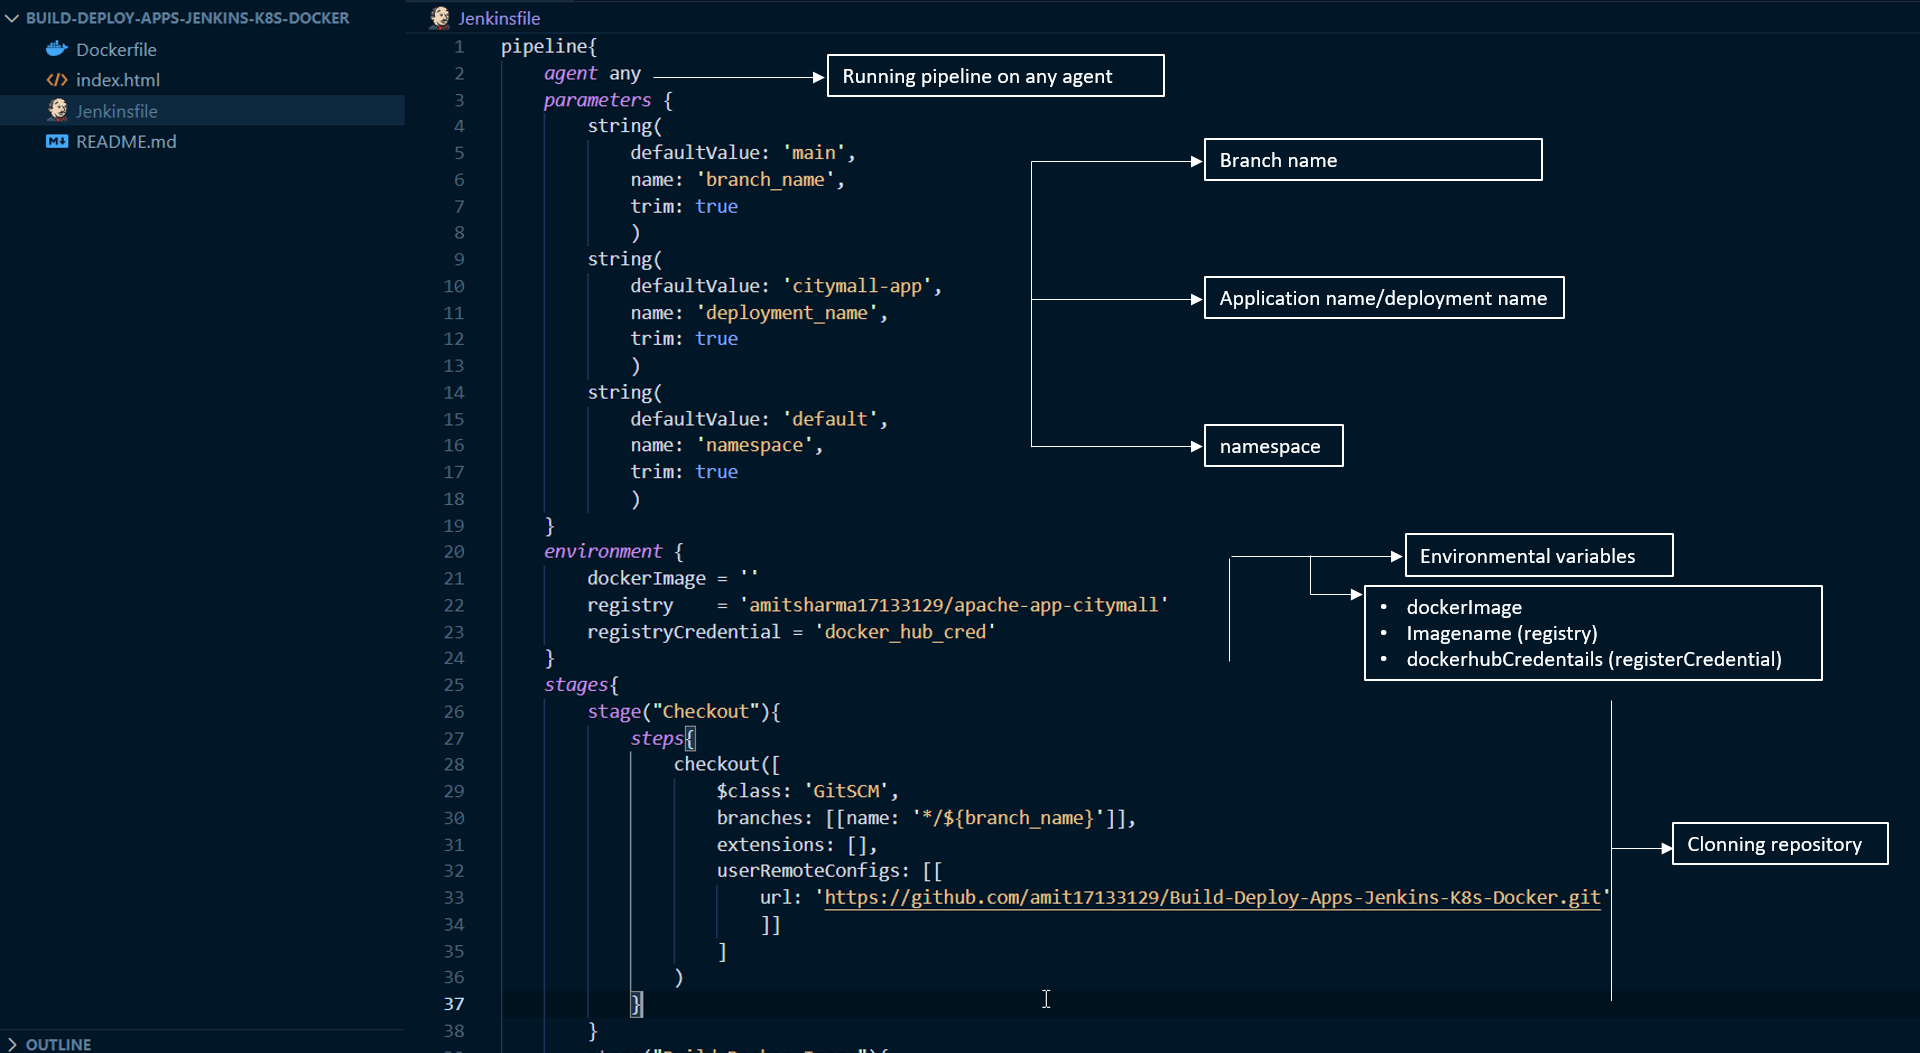 BUILD-DEPLOY-APPS-JENKINS-K8S-DOCKER
Dockerfile
index.html
Jenkinsfile
README.md
OUTLINE
Jenkinsfile
1 pipeline{
2 agent any
3 parameters {
4 string(
5 defaultValue: 'main',
6 name: 'branch_name',
7 trim: true
8 )
9 string(
10 defaultValue: 'citymall-app',
11 name: 'deployment_name',
12 trim: true
13 )
14 string(
15 defaultValue: 'default',
16 name: 'namespace',
17 trim: true
18 )
19 }
20 environment {
21 dockerImage = ''
22 registry = 'amitsharma17133129/apache-app-citymall'
23 registryCredential = 'docker_hub_cred'
24 }
25 stages{
26 stage("Checkout"){
27 steps{
28 checkout([
29 $class: 'GitSCM',
30 branches: [[name: '*/${branch_name}']],
31 extensions: [],
32 userRemoteConfigs: [[
33 url: 'https://github.com/amit17133129/Build-Deploy-Apps-Jenkins-K8s-Docker.git'
34 ]]
35 ]
36 )
37 }
38 }
Running pipeline on any agent
Branch name
Application name/deployment name
namespace
Environmental variables
• dockerImage
• Imagename (registry)
• dockerhubCredentails (registerCredential)
Clonning repository